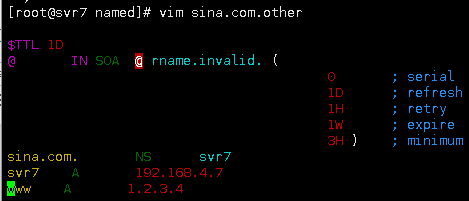 [root@svr7 named]# vim sina.com.other
$TTL 1D
@ IN SOA @ rname.invalid. (
0 ; serial
1D ; refresh
1H ; retry
1W ; expire
3H ) ; minimum
sina.com. NS svr7
svr7 A 192.168.4.7
www A 1.2.3.4